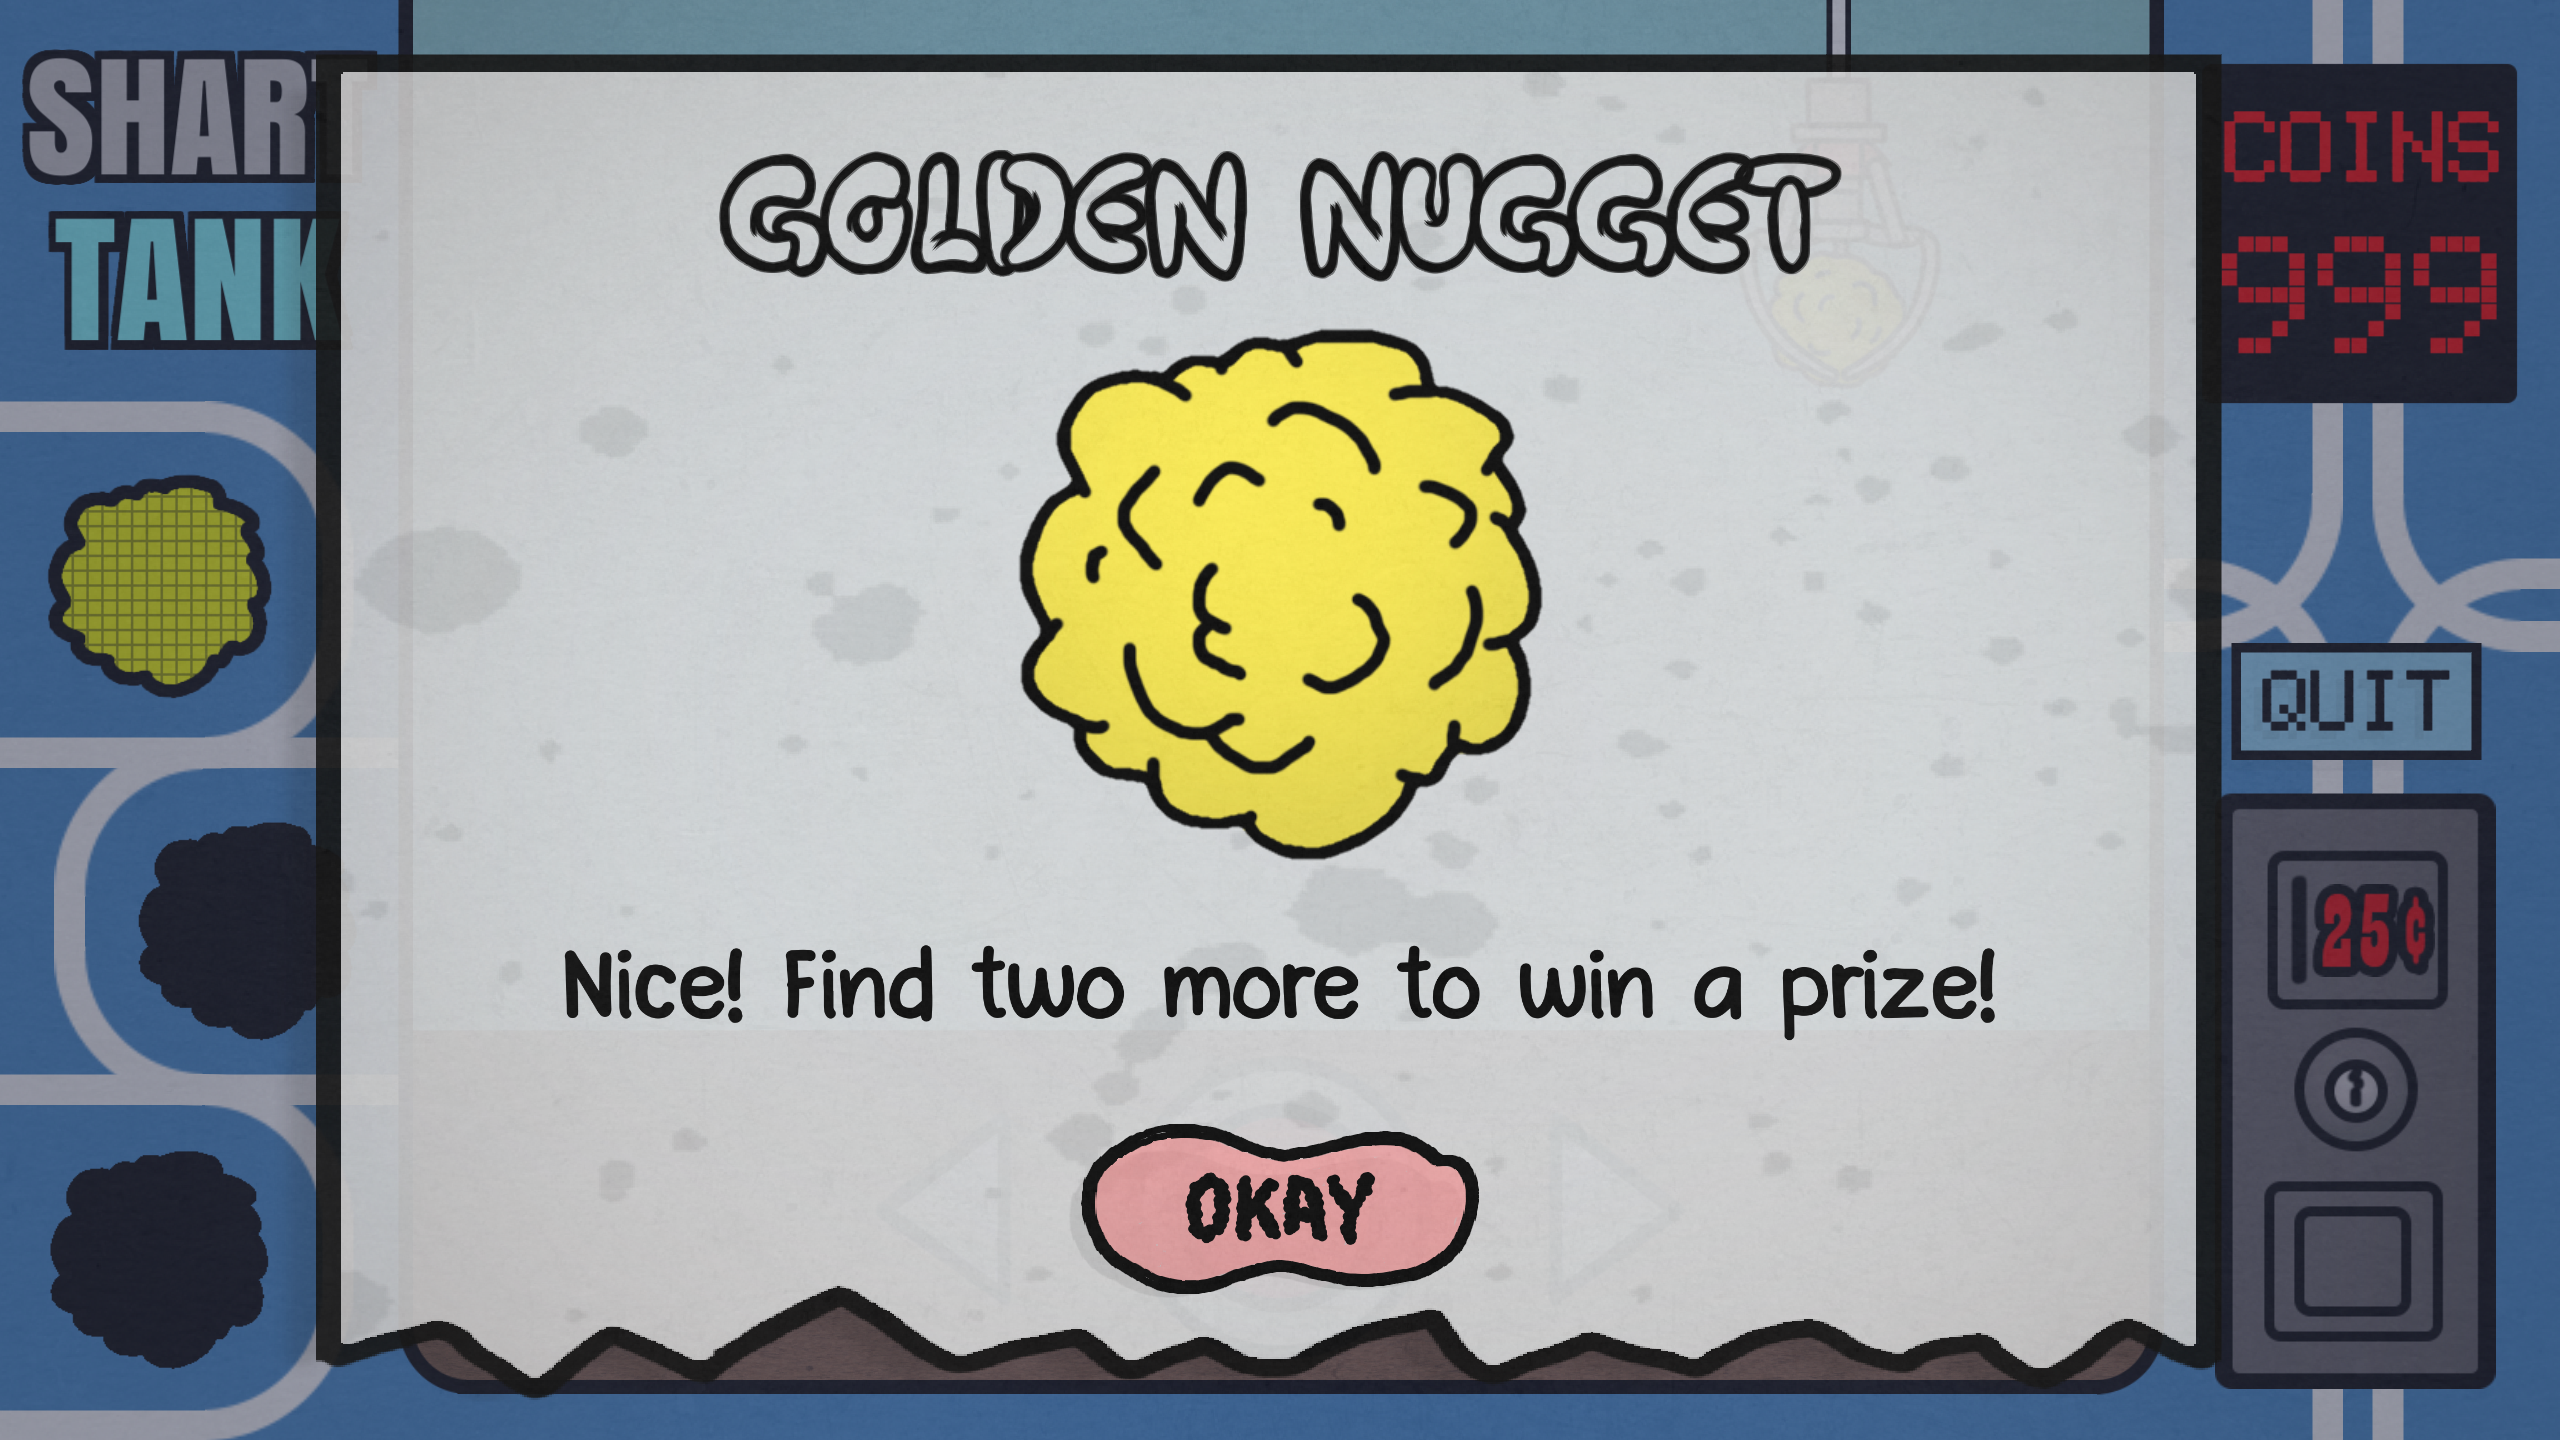 SHART
TANK
GOLDEN NUGGET
COINS
999
QUIT
25¢
Nice! Find two more to win a prize!
OKAY